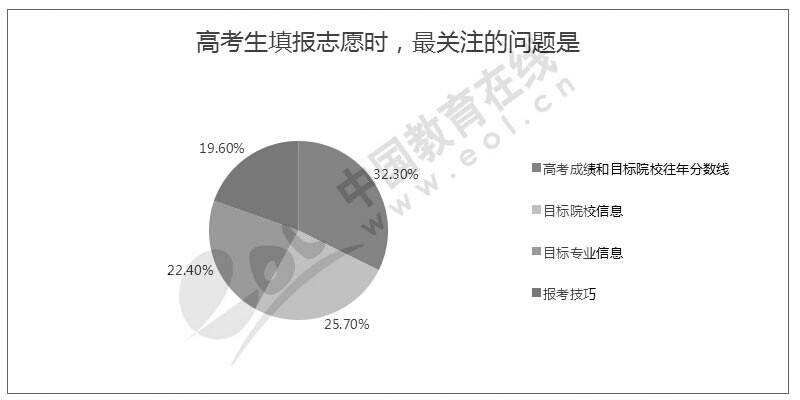 高考生填报志愿时，最关注的问题是
中国教育在线
www.eol.cn
eol
19.60%
32.30%
22.40%
25.70%
高考成绩和目标院校往年分数线
目标院校信息
目标专业信息
报考技巧